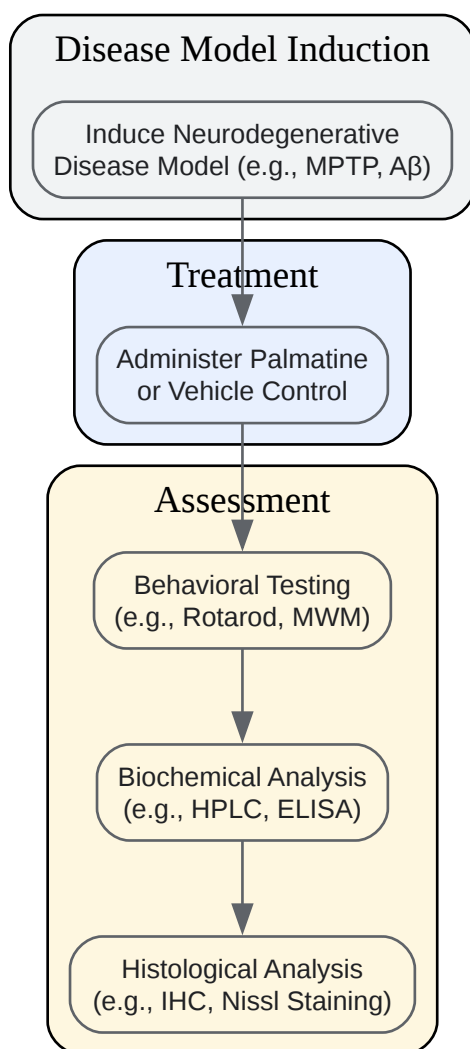 Disease Model Induction
Induce Neurodegenerative
Disease Model (e.g., MPTP, Aβ)
Treatment
Administer Palmatine
or Vehicle Control
Assessment
Behavioral Testing
(e.g., Rotarod, MWM)
Biochemical Analysis
(e.g., HPLC, ELISA)
Histological Analysis
(e.g., IHC, Nissl Staining)